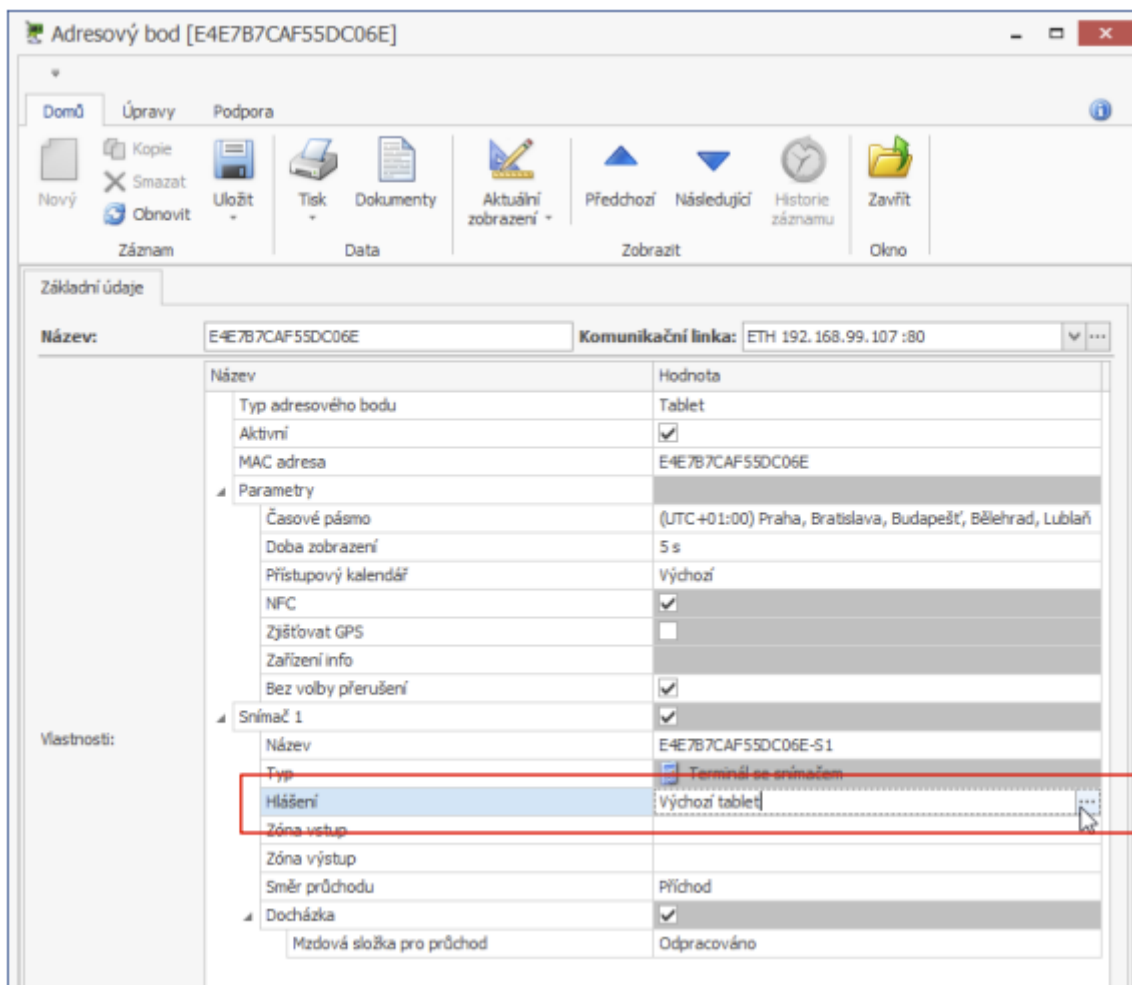 Adresový bod [E4E7B7CAF55DC06E]
Domů Úpravy Podpora
Nový
Kopie
Smazat
Obnovit
Uložit
Tisk
Dokumenty
Aktuální
zobrazení
Předchozí
Následující
Historie
záznamu
Zavřít
Záznam Data Zobrazit Okno
Základní údaje
Název: E4E7B7CAF55DC06E Komunikační linka: ETH 192.168.99.107 :80
Název Hodnota
Typ adresového bodu Tablet
Aktivní
MAC adresa E4E7B7CAF55DC06E
Parametry
Časové pásmo (UTC+01:00) Praha, Bratislava, Budapešť, Bělehrad, Lublaň
Doba zobrazení 5 s
Přístupový kalendář Výchozí
NFC
Zjišťovat GPS
Zařízení info
Bez volby přerušení
Snímač 1
Vlastnosti:
Název E4E7B7CAF55DC06E-S1
Typ Terminál se snímačem
Hlášení Výchozí tablet
Zóna vstup
Zóna výstup
Směr průchodu Příchod
Docházka
Mzdová složka pro průchod Odpracováno